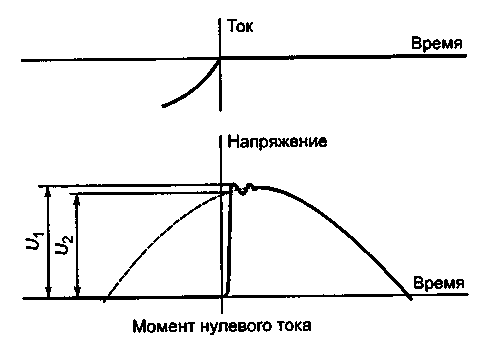 Ток
Время
Напряжение
U1
U2
Время
Момент нулевого тока